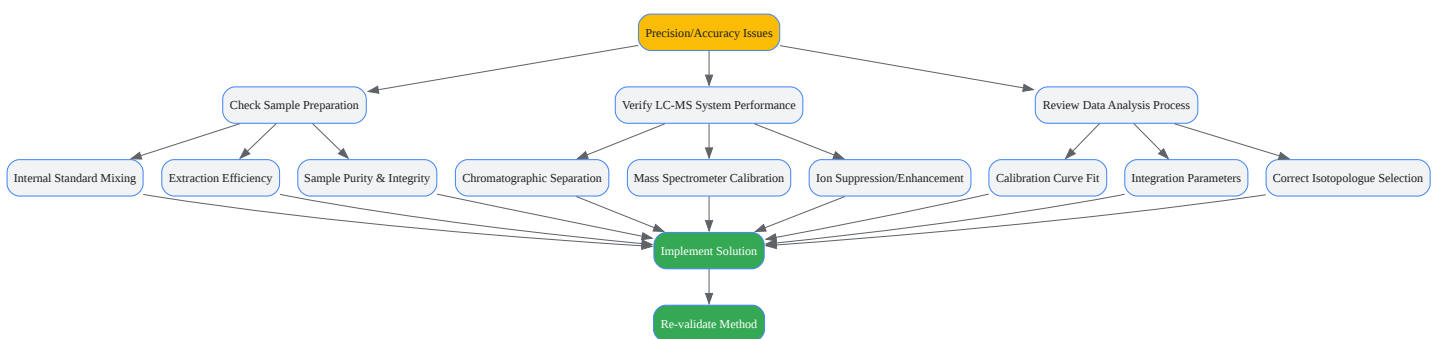 Precision/Accuracy Issues
Check Sample Preparation
Verify LC-MS System Performance
Review Data Analysis Process
Internal Standard Mixing
Extraction Efficiency
Sample Purity & Integrity
Chromatographic Separation
Mass Spectrometer Calibration
Ion Suppression/Enhancement
Calibration Curve Fit
Integration Parameters
Correct Isotopologue Selection
Implement Solution
Re-validate Method